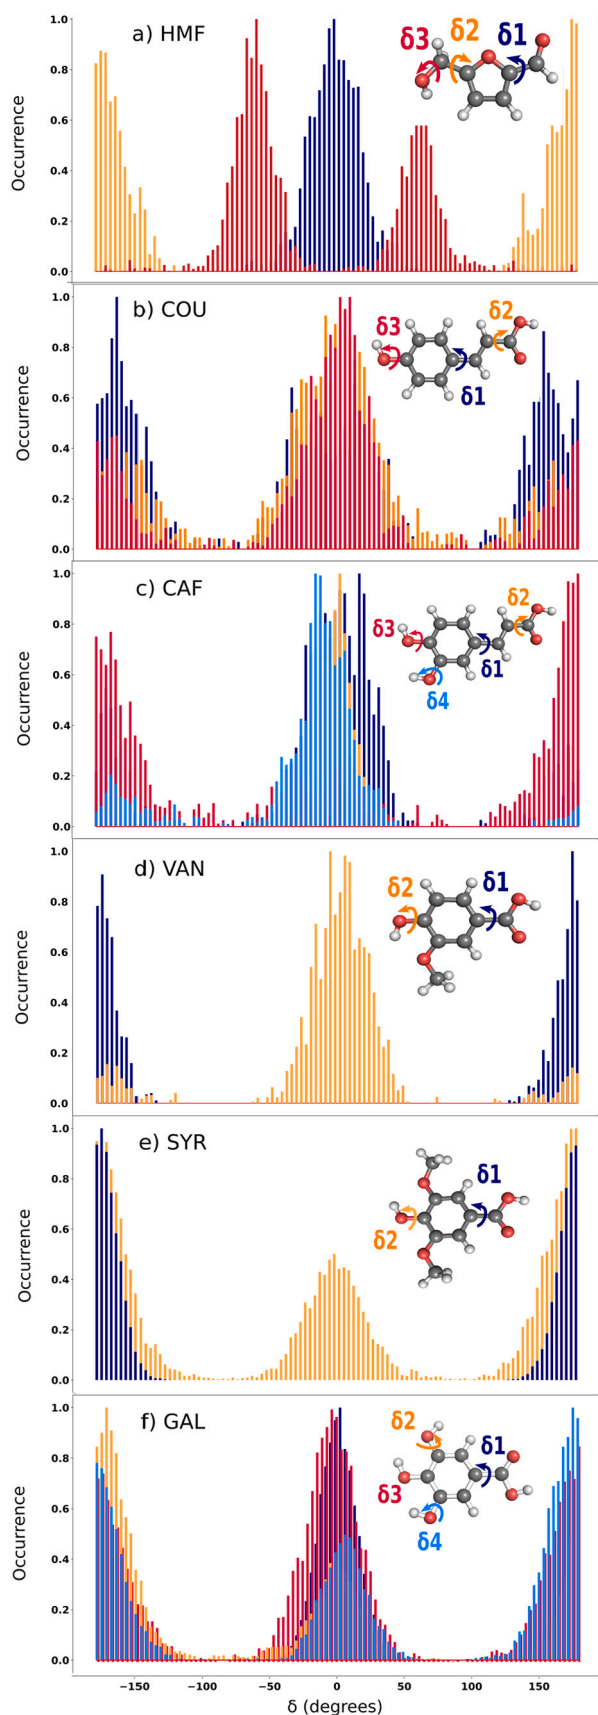 a) HMF
δ3
δ2
δ1
Occurrence
1.0
0.8
0.6
0.4
0.2
0.0
b) COU
δ2
δ3
δ1
Occurrence
1.0
0.8
0.6
0.4
0.2
0.0
c) CAF
δ2
δ3
δ1
δ4
Occurrence
1.0
0.8
0.6
0.4
0.2
0.0
d) VAN
δ2
δ1
Occurrence
1.0
0.8
0.6
0.4
0.2
0.0
e) SYR
δ1
δ2
Occurrence
1.0
0.8
0.6
0.4
0.2
0.0
f) GAL
δ2
δ1
δ3
δ4
Occurrence
1.0
0.8
0.6
0.4
0.2
0.0
−150 −100 −50 0 50 100 150
δ (degrees)